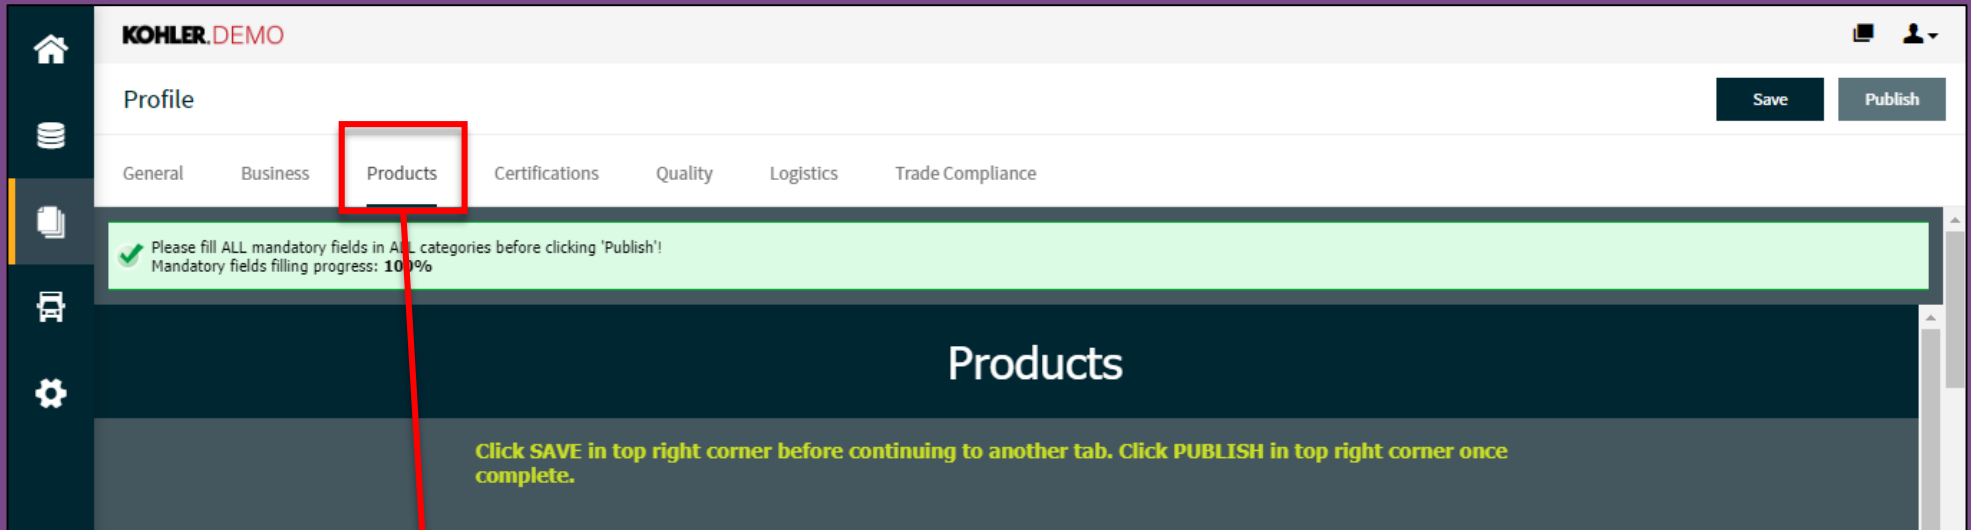 KOHLER.DEMO
Profile
Save
Publish
General
Business
Products
Certifications
Quality
Logistics
Trade Compliance
Please fill ALL mandatory fields in ALL categories before clicking 'Publish'!
Mandatory fields filling progress: 100%
Products
Click SAVE in top right corner before continuing to another tab. Click PUBLISH in top right corner once
complete.